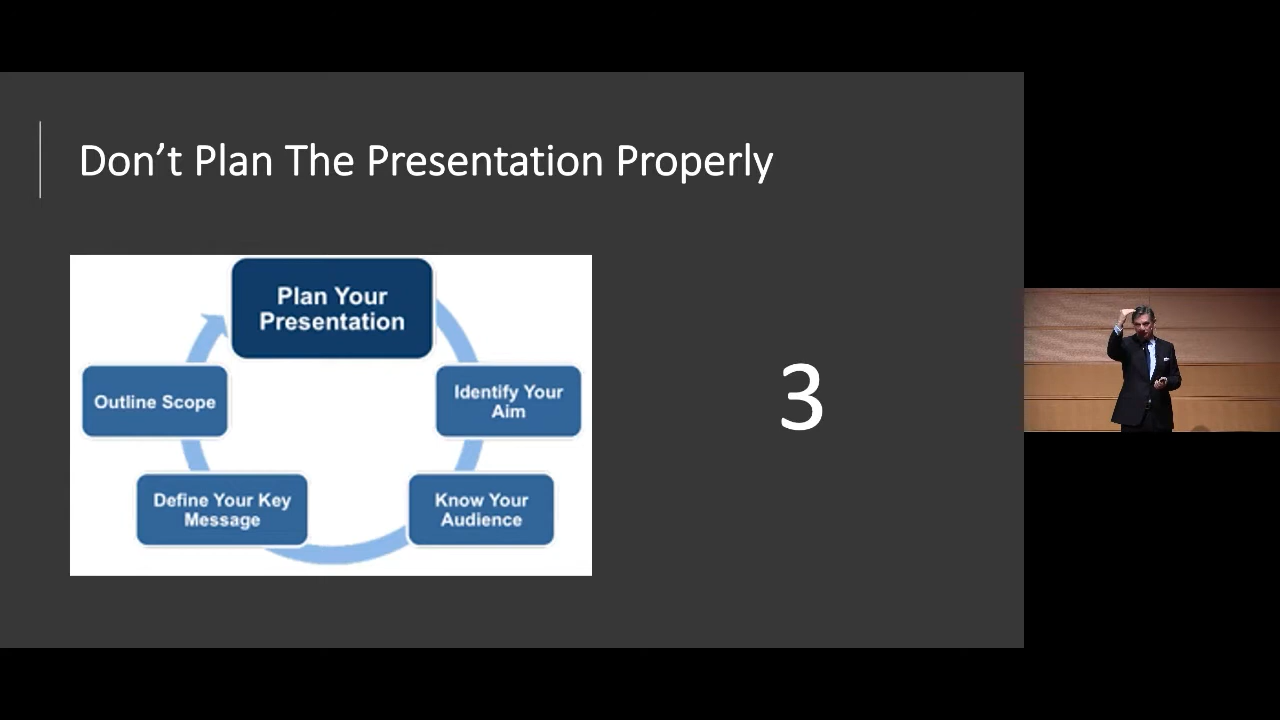 Don’t Plan The Presentation Properly
Plan Your
Presentation
Identify Your
Aim
Know Your
Audience
Define Your Key
Message
Outline Scope
3